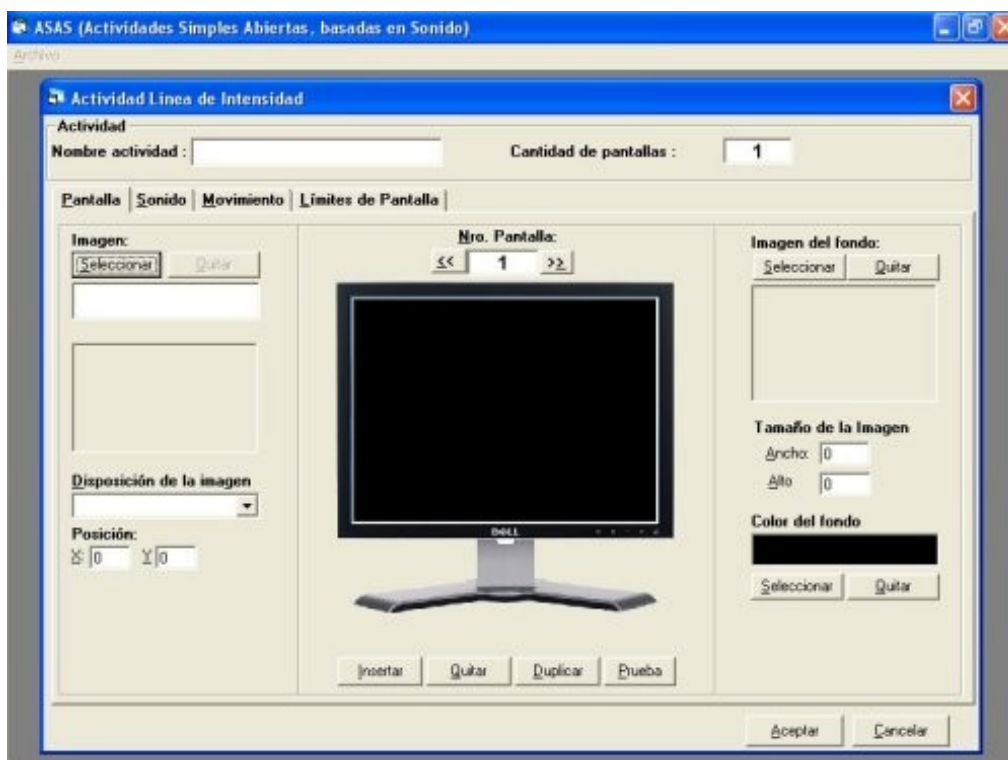 ASAS (Actividades Simples Abiertas, basadas en Sonido)
Archivo
Actividad Linea de Intensidad
Actividad
Nombre actividad :
Cantidad de pantallas : 1
Pantalla Sonido Movimiento Límites de Pantalla
Imagen:
Seleccionar Quitar
Disposición de la imagen
Posición:
X: 0 Y 0
Nro. Pantalla:
<< 1 >>
DELL
Insertar Quitar Duplicar Prueba
Imagen del fondo:
Seleccionar Quitar
Tamaño de la Imagen
Ancho: 0
Alto 0
Color del fondo
Seleccionar Quitar
Aceptar Cancelar